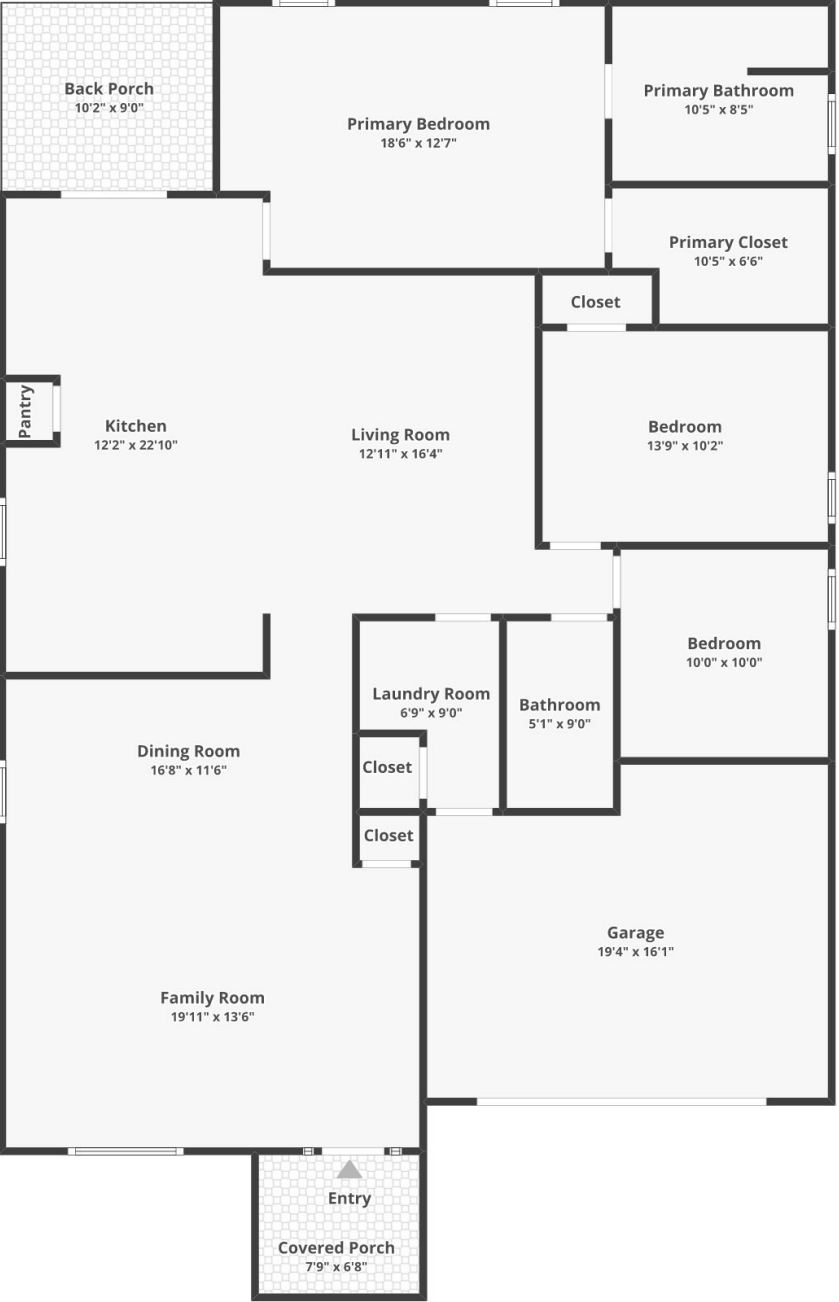 Back Porch
10'2" x 9'0"
Primary Bedroom
18'6" x 12'7"
Primary Bathroom
10'5" x 8'5"
Primary Closet
10'5" x 6'6"
Closet
Pantry
Kitchen
12'2" x 22'10"
Living Room
12'11" x 16'4"
Bedroom
13'9" x 10'2"
Bedroom
10'0" x 10'0"
Laundry Room
6'9" x 9'0"
Bathroom
5'1" x 9'0"
Dining Room
16'8" x 11'6"
Closet
Closet
Garage
19'4" x 16'1"
Family Room
19'11" x 13'6"
Entry
Covered Porch
7'9" x 6'8"